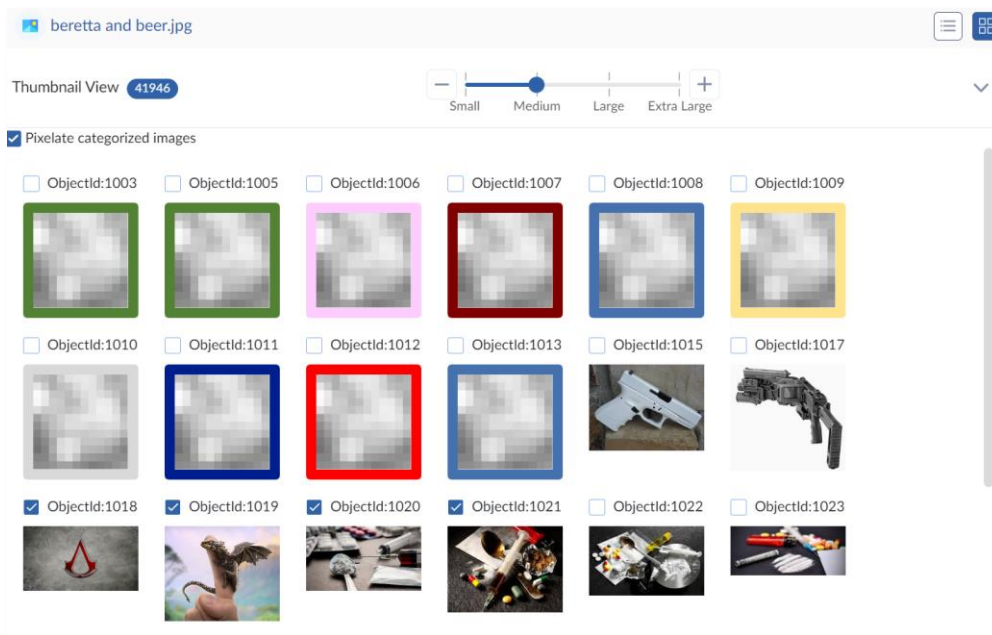 beretta and beer.jpg
Thumbnail View 41946
Small Medium Large Extra Large
Pixelate categorized images
ObjectId:1003 ObjectId:1005 ObjectId:1006 ObjectId:1007 ObjectId:1008 ObjectId:1009
ObjectId:1010 ObjectId:1011 ObjectId:1012 ObjectId:1013 ObjectId:1015 ObjectId:1017
ObjectId:1018 ObjectId:1019 ObjectId:1020 ObjectId:1021 ObjectId:1022 ObjectId:1023